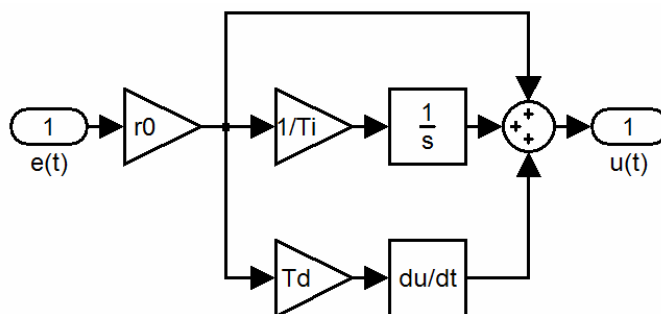 1
e(t)
r0
1/Ti
1
s
+
+
+
1
u(t)
Td
du/dt